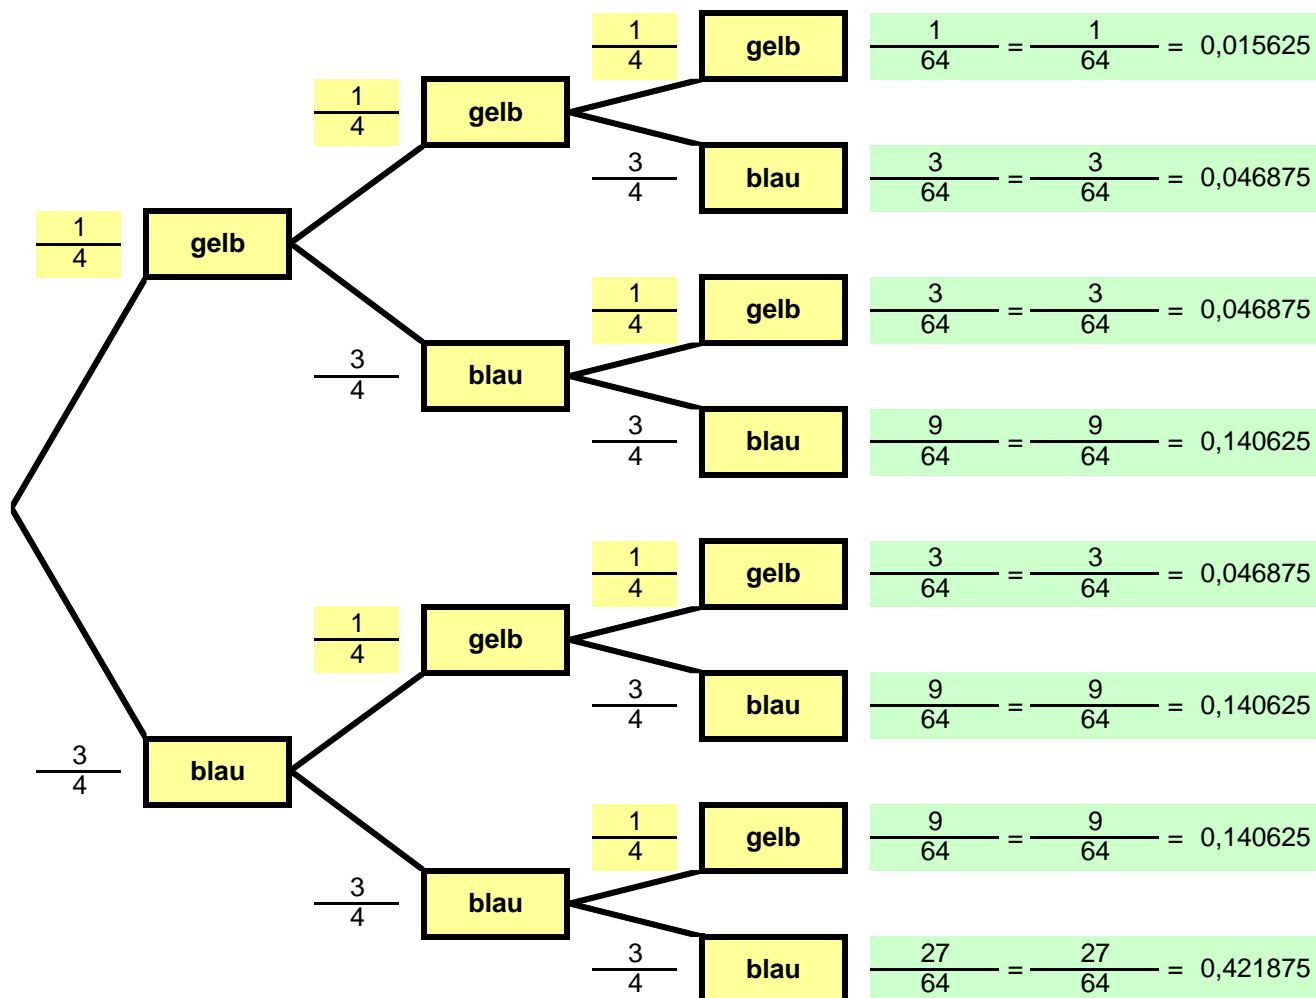 1/4 gelb 1/64 = 1/64 = 0,015625
1/4 gelb
3/4 blau 3/64 = 3/64 = 0,046875
1/4 gelb
1/4 gelb 3/64 = 3/64 = 0,046875
3/4 blau
3/4 blau 9/64 = 9/64 = 0,140625
1/4 gelb 3/64 = 3/64 = 0,046875
1/4 gelb
3/4 blau 9/64 = 9/64 = 0,140625
3/4 blau
1/4 gelb 9/64 = 9/64 = 0,140625
3/4 blau
3/4 blau 27/64 = 27/64 = 0,421875